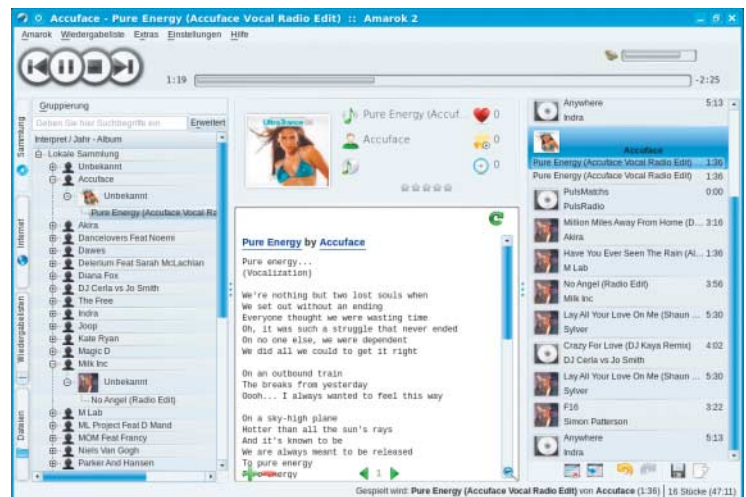 Accuface - Pure Energy (Accuface Vocal Radio Edit) :: Amarok 2
Amarok Wiedergabeliste Extras Einstellungen Hilfe
1:19
-2:25
Sammlung
Internet
Wiedergabelisten
Dateien
Gruppierung
Geben Sie hier Suchbegriffe ein
Erweitert
Interpret / Jahr - Album
Lokale Sammlung
Unbekannt
Accuface
Unbekannt
Pure Energy (Accuface Vocal Ra
Akira
Dancelovers Feat Noemi
Dawes
Delerium Feat Sarah McLachlan
Diana Fox
DJ Cerla vs Jo Smith
The Free
Indra
Joop
Kate Ryan
Magic D
Milk Inc
Unbekannt
No Angel (Radio Edit)
M Lab
ML Project Feat D Mand
MOM Feat Francy
Niels Van Gogh
Parker And Hansen
UltraTrance
Pure Energy (Accuf... 0
Accuface 0
0
Pure Energy by Accuface
Pure energy...
(Vocalization)
We're nothing but two lost souls when
We set out without an ending
Everyone thought we were wasting time
Oh, it was such a struggle that never ended
On no one else, we were dependent
We did all we could to get it right
On an outbound train
The breaks from yesterday
Oooh... I always wanted to feel this way
On a sky-high plane
Hotter than all the sun's rays
And it's known to be
We are always meant to be released
To pure energy
1
Anywhere 5:13
Indra
Accuface
Pure Energy (Accuface Vocal Radio Edit) 1:36
Pure Energy (Accuface Vocal Radio Edit) 1:36
PulsMatchs 0:00
PulsRadio
Million Miles Away From Home (D... 3:16
Akira
Have You Ever Seen The Rain (Al... 1:36
M Lab
No Angel (Radio Edit) 3:56
Milk Inc
Lay All Your Love On Me (Shaun ... 5:30
Sylver
Crazy For Love (DJ Kaya Remix) 4:02
DJ Cerla vs Jo Smith
Lay All Your Love On Me (Shaun ... 5:30
Sylver
F16 3:22
Simon Patterson
Anywhere 5:13
Indra
Gespielt wird: Pure Energy (Accuface Vocal Radio Edit) von Accuface (1:36) | 16 Stücke (47:11)